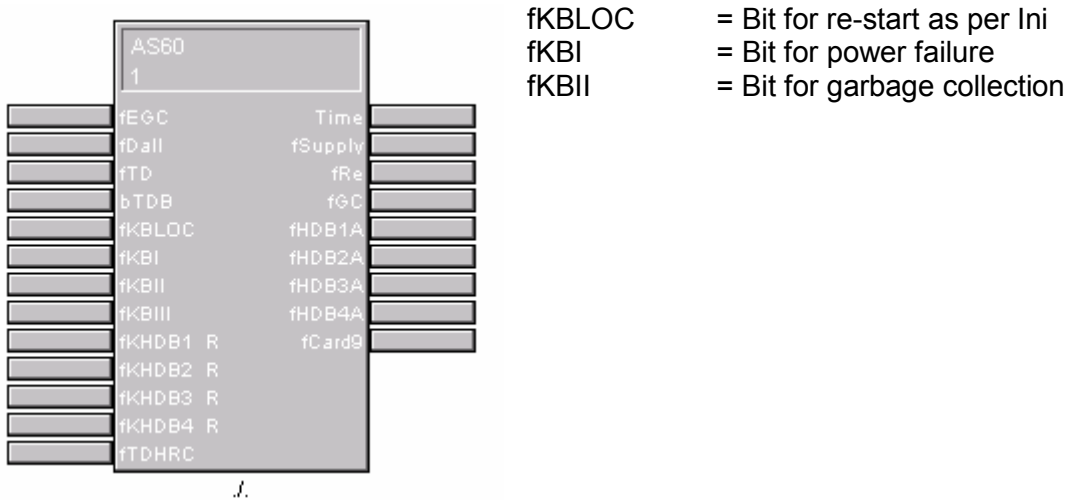 AS60
1
fEGC Time
fDall fSupply
fTD fRe
bTDB fGC
fKBLOC fHDB1A
fKBI fHDB2A
fKBII fHDB3A
fKBIII fHDB4A
fKHDB1 R fCard9
fKHDB2 R
fKHDB3 R
fKHDB4 R
fTDHRC
./.
fKBLOC = Bit for re-start as per Ini
fKBI = Bit for power failure
fKBII = Bit for garbage collection